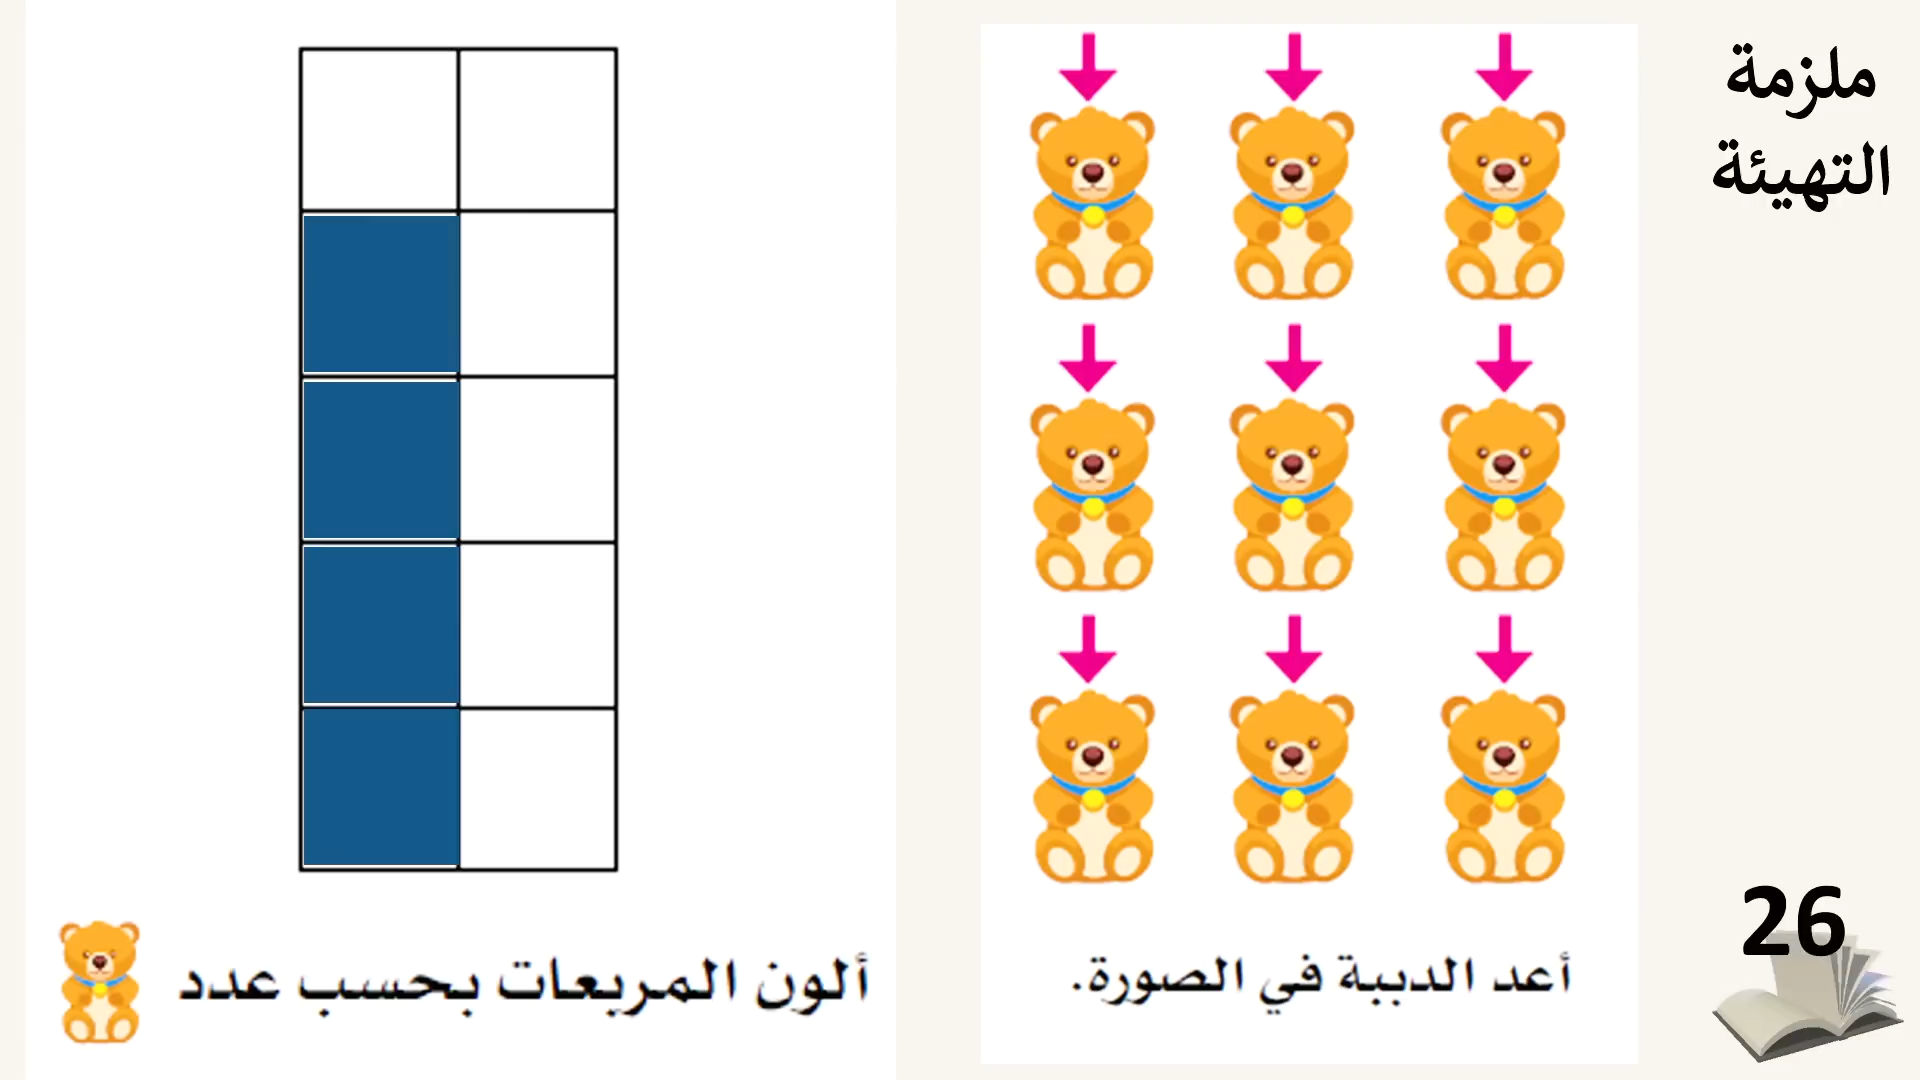 ملزمة
التهيئة
أعد الدببة في الصورة.
ألون المربعات بحسب عدد
26